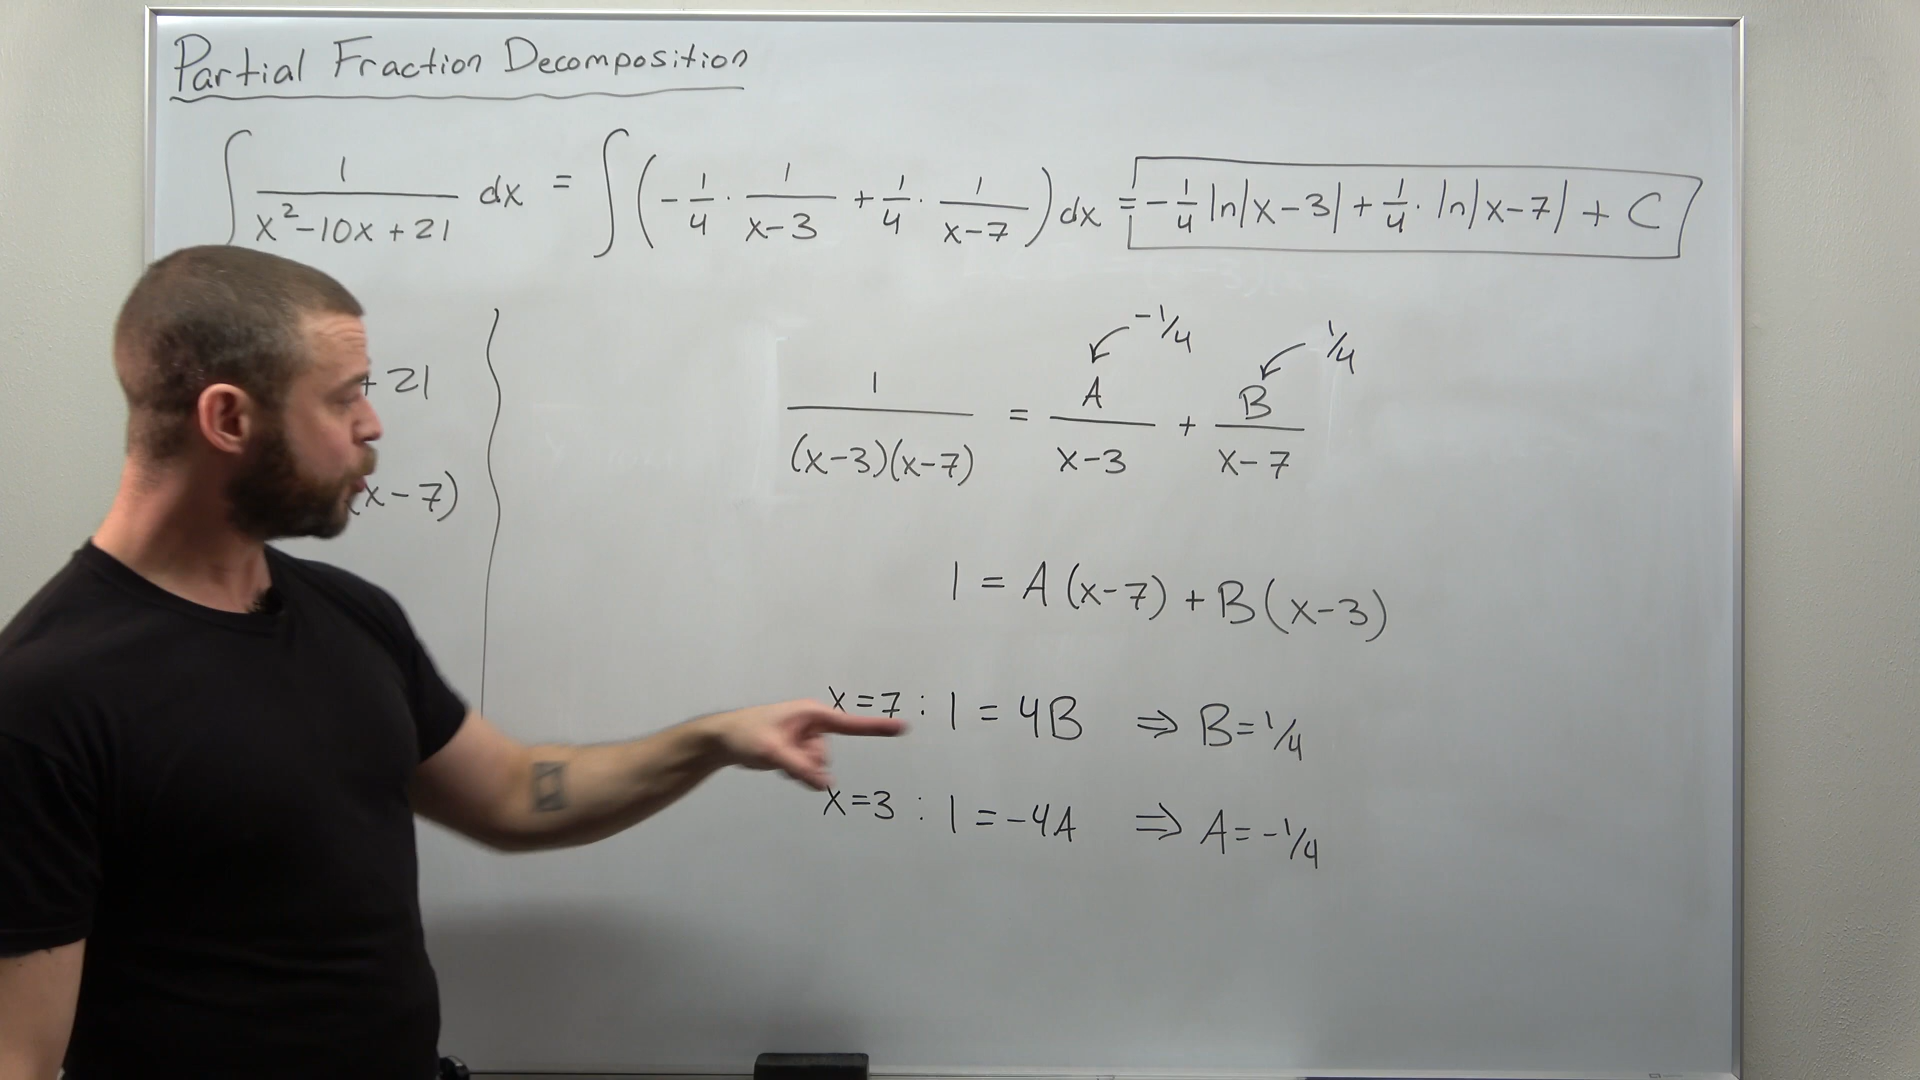 Partial Fraction Decomposition
∫ 1/(x²-10x+21) dx = ∫(-1/4 · 1/(x-3) + 1/4 · 1/(x-7))dx = -1/4 ln|x-3| + 1/4 · ln|x-7| + C
-1/4 1/4
+21
1/((x-3)(x-7)) = A/(x-3) + B/(x-7)
(x-7)
1 = A(x-7) + B(x-3)
x=7 : 1 = 4B ⇒ B=1/4
x=3 : 1 = -4A ⇒ A=-1/4